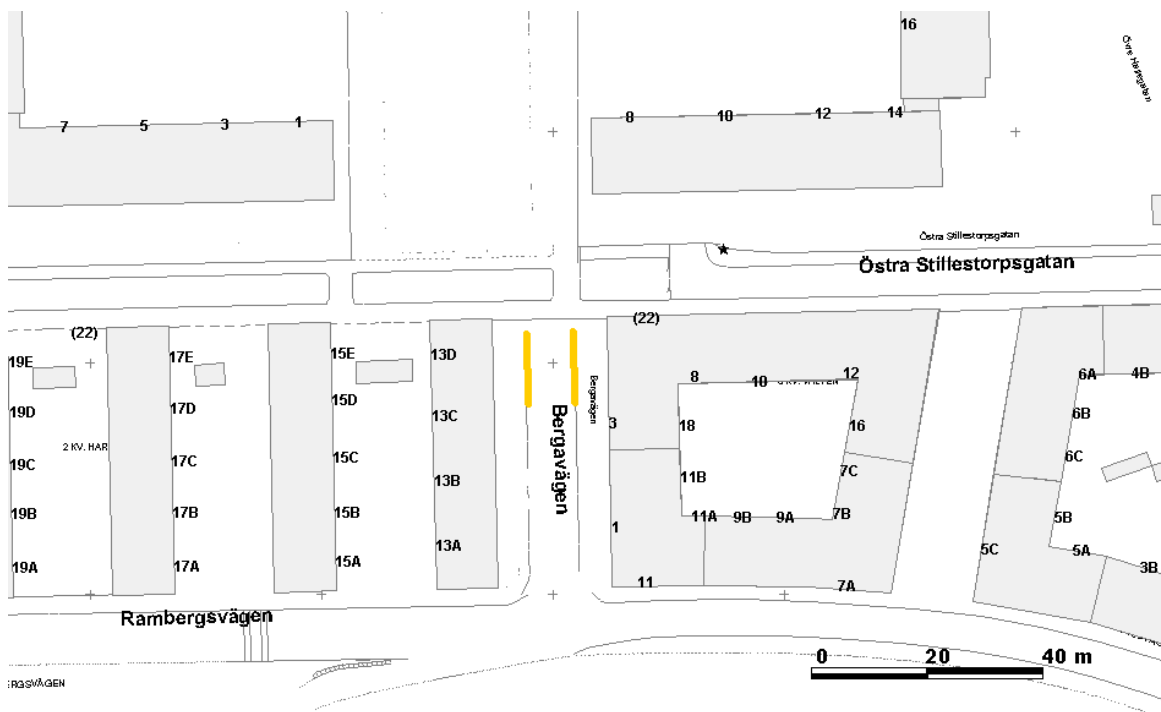 16
Östra Hallsgatan
7 5 3 1
8 10 12 14
Östra Stillestorpsgatan
Östra Stillestorpsgatan
(22)
(22)
19E
17E
15E
13D
19D
17D
15D
13C
19C
2 KV. HAR
17C
15C
13B
19B
17B
15B
13A
19A
17A
15A
Bergavägen
Bergavägen
3
8 10 12
18
16
11B
7C
11A 9B 9A 7B
1
11
7A
6A 4B
6B
6C
5B
5C
5A
3B
Rambergsvägen
ERGSVÄGEN
0 20 40 m